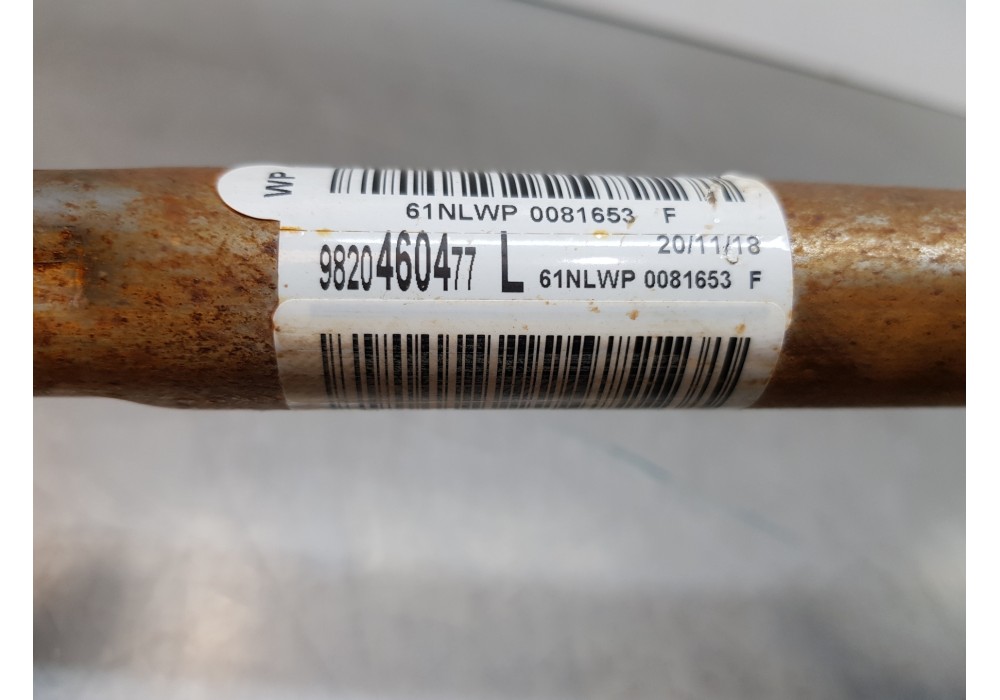 WP
61NLWP 0081653 F
20/11/18
9820460477 L 61NLWP 0081653 F